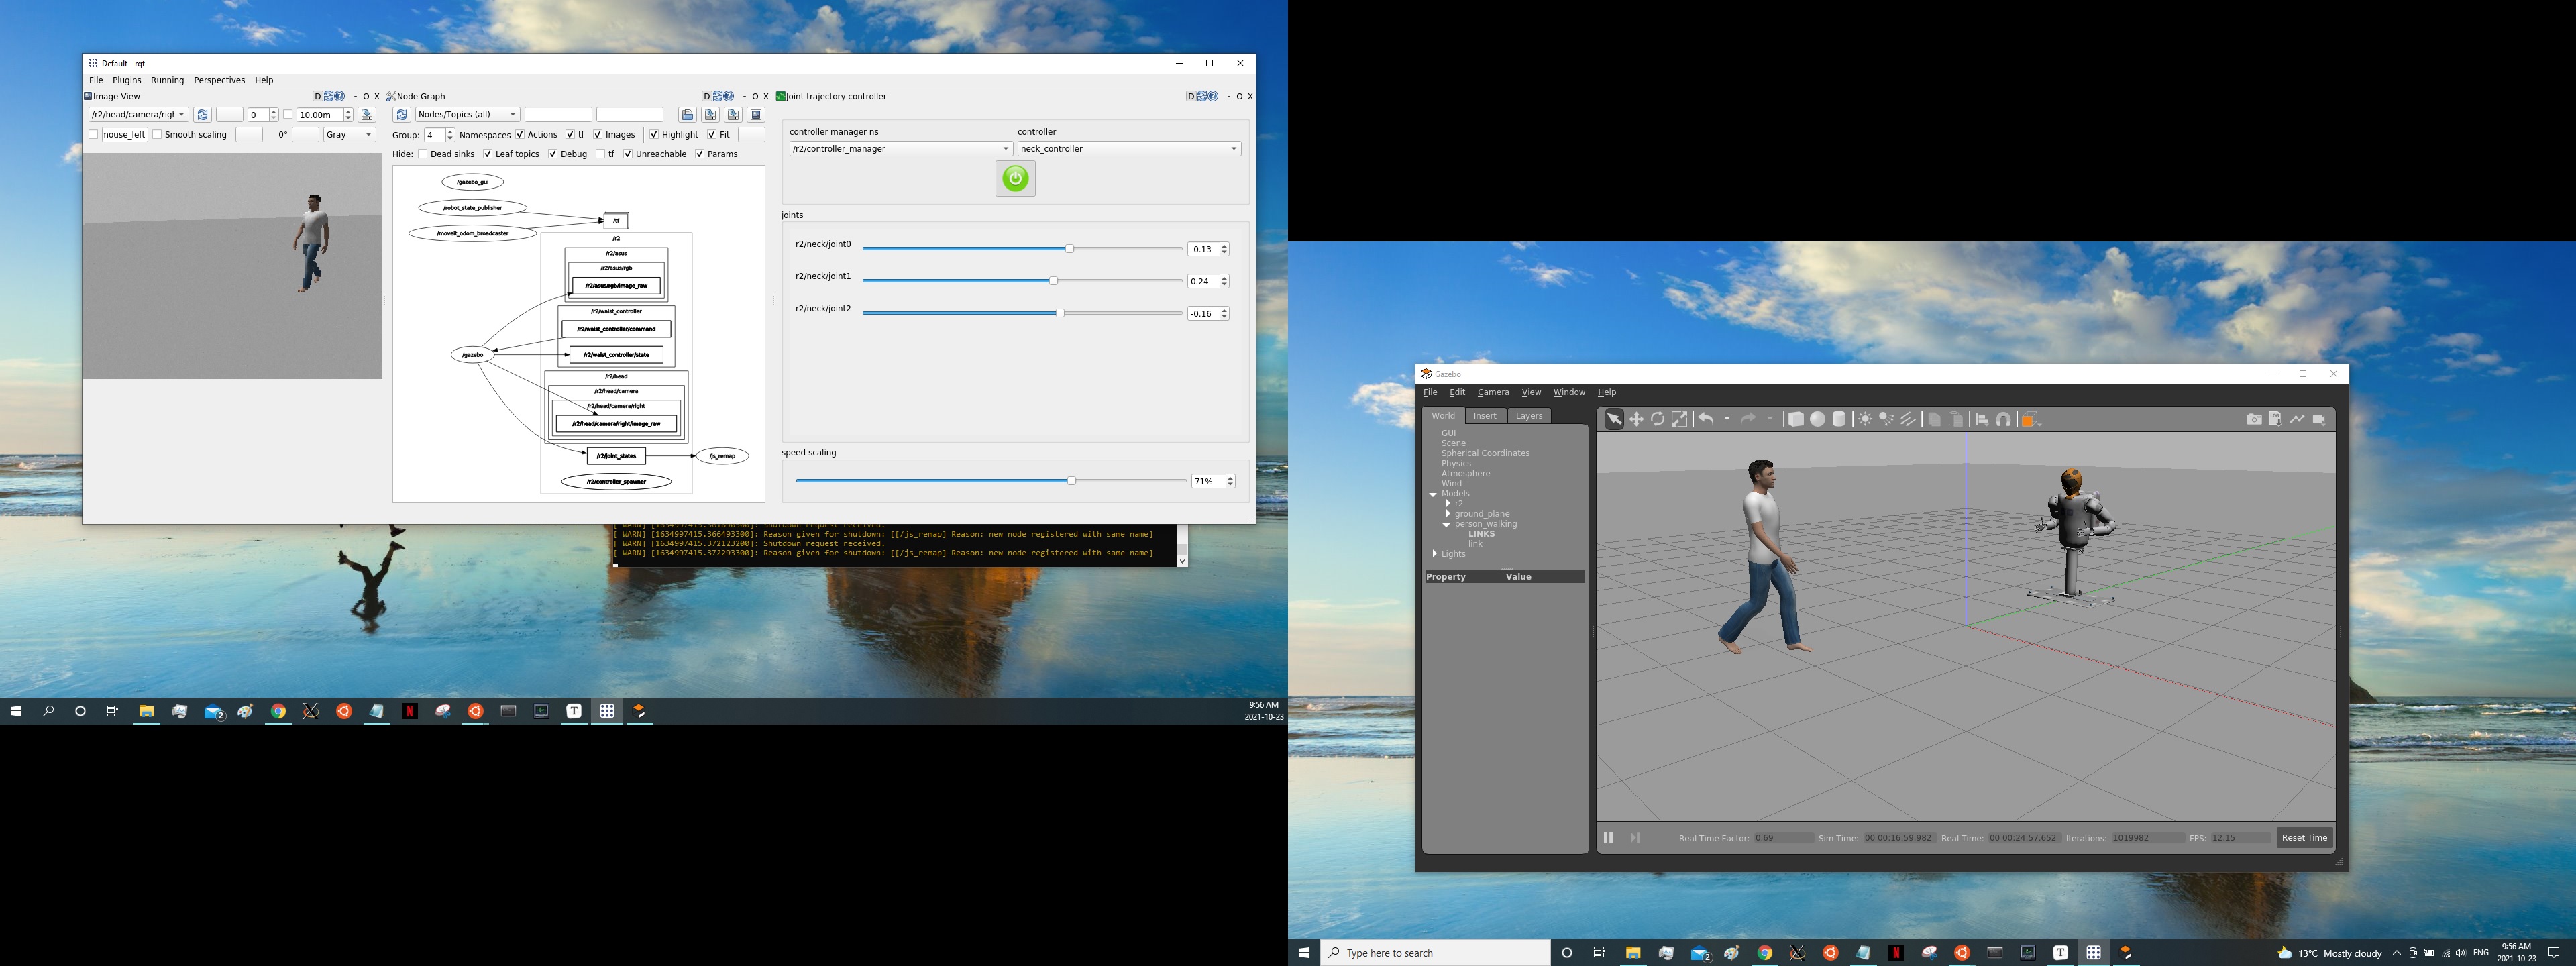 Default - rqt
File Plugins Running Perspectives Help
Image View D - O X
/r2/head/camera/righ 0 10.00m
mouse_left Smooth scaling 0° Gray
Node Graph D - O X
Nodes/Topics (all)
Group: 4 Namespaces Actions tf Images Highlight Fit
Hide: Dead sinks Leaf topics Debug tf Unreachable Params
/gazebo_gui
/robot_state_publisher
/tf
/moveit_odom_broadcaster
/r2
/r2/asus
/r2/asus/rgb
/r2/asus/rgb/image_raw
/r2/waist_controller
/r2/waist_controller/command
/gazebo
/r2/waist_controller/state
/r2/head
/r2/head/camera
/r2/head/camera/right
/r2/head/camera/right/image_raw
/r2/joint_states
/js_remap
/r2/controller_spawner
Joint trajectory controller D - O X
controller manager ns controller
/r2/controller_manager neck_controller
joints
r2/neck/joint0 -0.13
r2/neck/joint1 0.24
r2/neck/joint2 -0.16
speed scaling
71%
[ WARN] [1634997415.366493300]: Reason given for shutdown: [[/js_remap] Reason: new node registered with same name]
[ WARN] [1634997415.372123200]: Shutdown request received.
[ WARN] [1634997415.372293300]: Reason given for shutdown: [[/js_remap] Reason: new node registered with same name]
2
N
T
9:56 AM
2021-10-23
Gazebo
File Edit Camera View Window Help
World Insert Layers
LOG
GUI
Scene
Spherical Coordinates
Physics
Atmosphere
Wind
Models
r2
ground_plane
person_walking
LINKS
link
Lights
Property Value
Real Time Factor: 0.69 Sim Time: 00 00:16:59.982 Real Time: 00 00:24:57.652 Iterations: 1019982 FPS: 12.15 Reset Time
Type here to search
2
N
T
13°C Mostly cloudy ENG
9:56 AM
2021-10-23